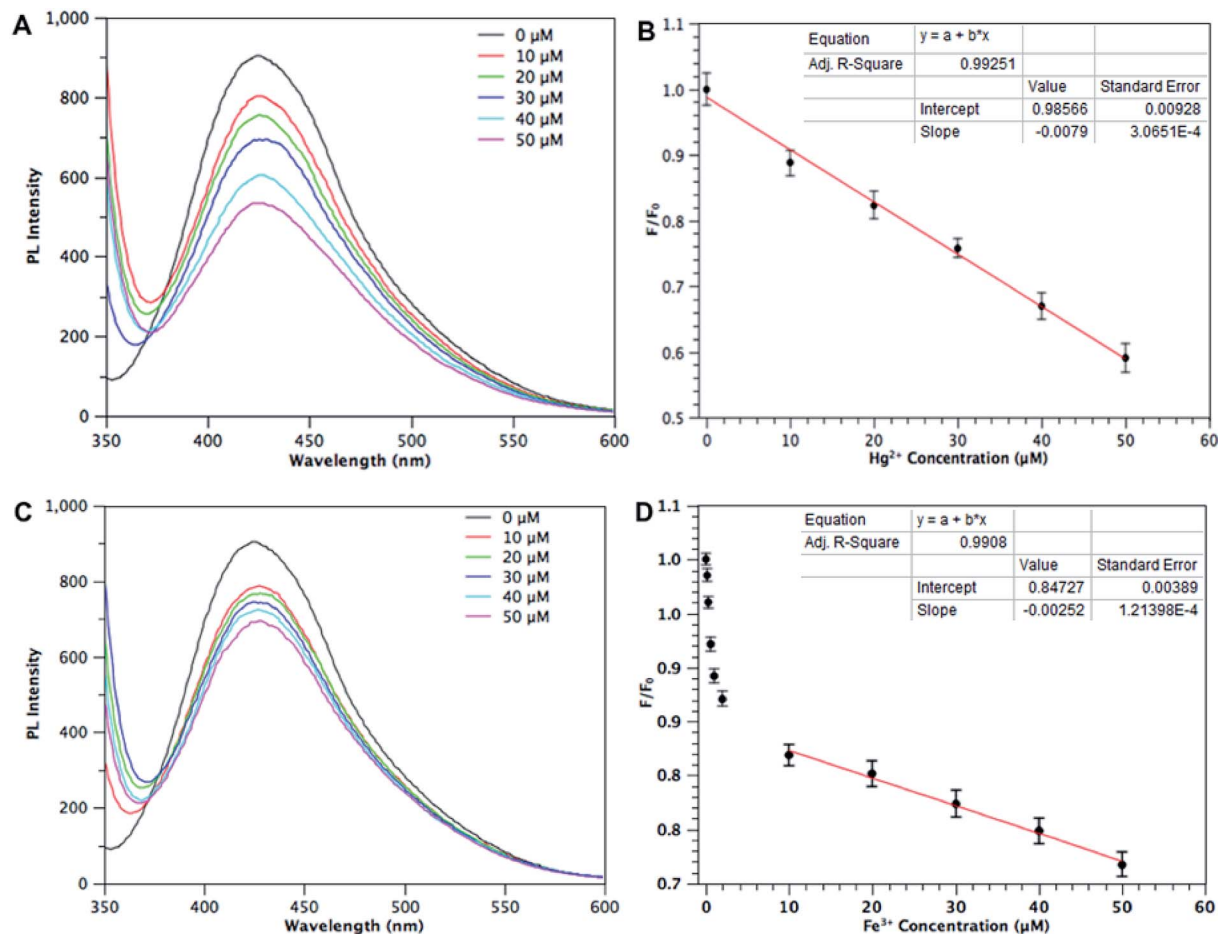 A
1,000
800
600
400
200
0
PL Intensity
0 μM
10 μM
20 μM
30 μM
40 μM
50 μM
350 400 450 500 550 600
Wavelength (nm)
B
1.1
1.0
0.9
0.8
0.7
0.6
0.5
F/F₀
Equation y = a + b*x
Adj. R-Square 0.99251
Value Standard Error
Intercept 0.98566 0.00928
Slope -0.0079 3.0651E-4
0 10 20 30 40 50 60
Hg²⁺ Concentration (μM)
C
1,000
800
600
400
200
0
PL Intensity
0 μM
10 μM
20 μM
30 μM
40 μM
50 μM
350 400 450 500 550 600
Wavelength (nm)
D
1.1
1.0
1.0
0.9
0.9
0.8
0.8
0.7
F/F₀
Equation y = a + b*x
Adj. R-Square 0.9908
Value Standard Error
Intercept 0.84727 0.00389
Slope -0.00252 1.21398E-4
0 10 20 30 40 50 60
Fe³⁺ Concentration (μM)